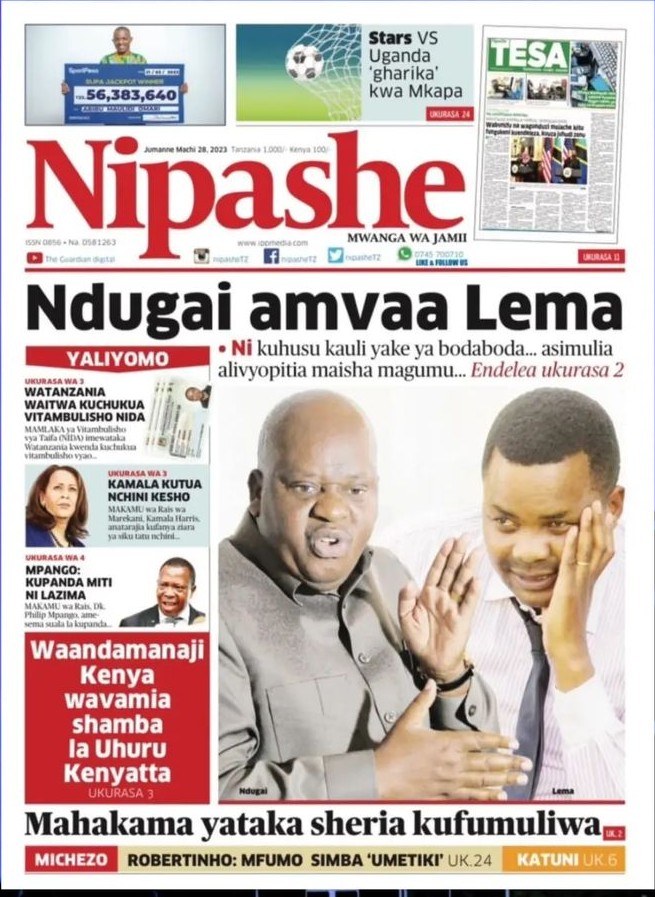 SportPesa
SUPA JACKPOT WINNER
56,383,640
Stars VS
Uganda
'gharika'
kwa Mkapa
UKURASA 24
TESA
Jumanne Machi 28, 2023 Tanzania 1,000/- Kenya 100/-
Nipashe
MWANGA WA JAMII
ISSN 0856 • Na. 0581263
www.ippmedia.com
The Guardian digital
nipasheTZ
nipasheTZ
nipasheTZ
0745 700710
LIKE & FOLLOW US
UKURASA 11
Ndugai amvaa Lema
• Ni kuhusu kauli yake ya bodaboda... asimulia
alivyopitia maisha magumu... Endelea ukurasa 2
YALIYOMO
UKURASA WA 3
WATANZANIA
WAITWA KUCHUKUA
VITAMBULISHO NIDA
MAMLAKA ya Vitambulisho
vya Taifa (NIDA) imewataka
Watanzania kwenda kuchukua
vitambulisho vyao...
UKURASA WA 3
KAMALA KUTUA
NCHINI KESHO
MAKAMU wa Rais wa
Marekani, Kamala Harris,
anatarajia kufanya ziara
ya siku tatu nchini...
UKURASA WA 4
MPANGO:
KUPANDA MITI
NI LAZIMA
MAKAMU wa Rais, Dk.
Philip Mpango, ame-
sema suala la kupanda...
Waandamanaji
Kenya
wavamia
shamba
la Uhuru
Kenyatta
UKURASA 3
Ndugai
Lema
Mahakama yataka sheria kufumuliwa
UK. 2
MICHEZO
ROBERTINHO: MFUMO SIMBA 'UMETIKI' UK.24
KATUNI UK.6